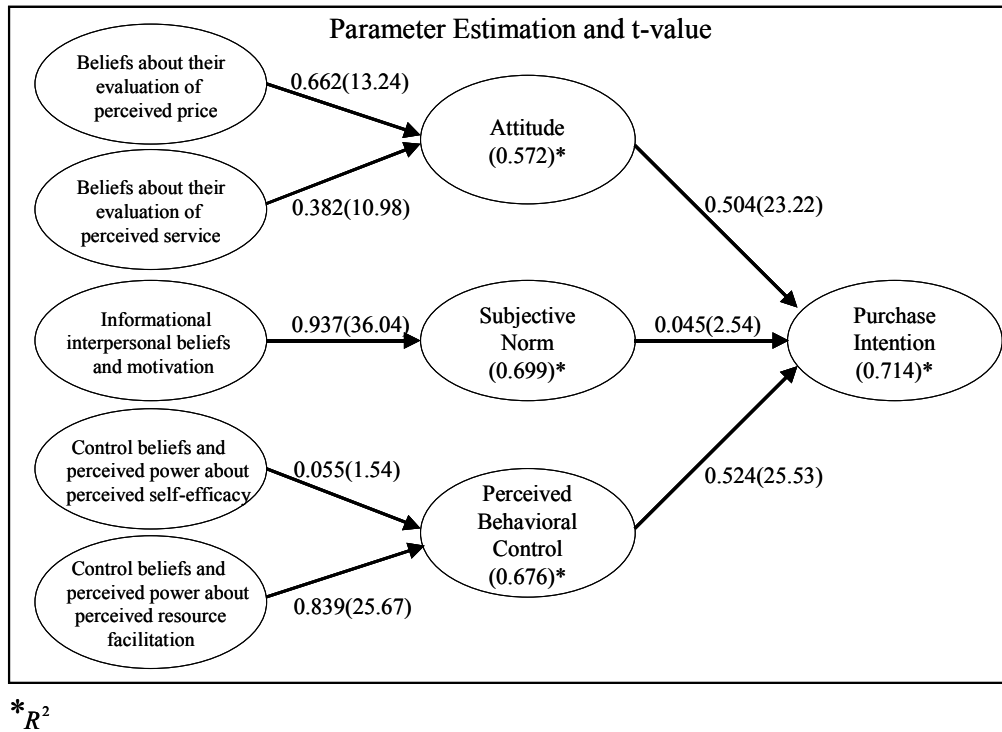 Parameter Estimation and t-value
Beliefs about their
evaluation of
perceived price
0.662(13.24)
Attitude
(0.572)*
Beliefs about their
evaluation of
perceived service
0.382(10.98)
0.504(23.22)
Informational
interpersonal beliefs
and motivation
0.937(36.04)
Subjective
Norm
(0.699)*
0.045(2.54)
Purchase
Intention
(0.714)*
Control beliefs and
perceived power about
perceived self-efficacy
0.055(1.54)
Perceived
Behavioral
Control
(0.676)*
0.524(25.53)
Control beliefs and
perceived power about
perceived resource
facilitation
0.839(25.67)
*R²